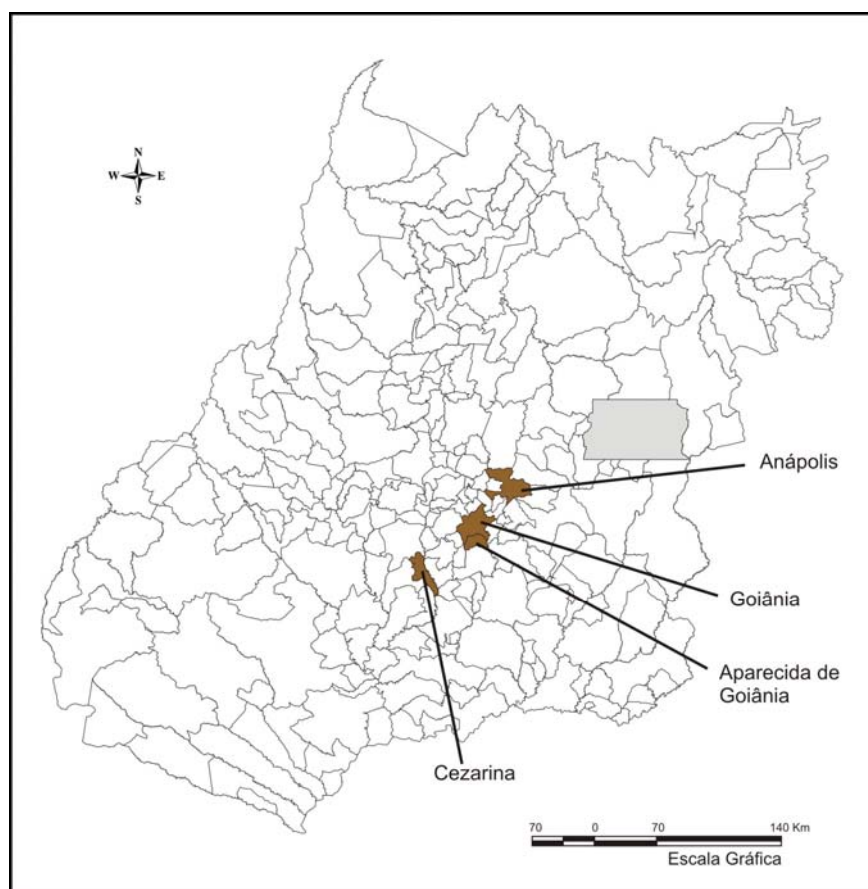 N
W E
S
Anápolis
Goiânia
Aparecida de
Goiânia
Cezarina
70 0 70 140 Km
Escala Gráfica